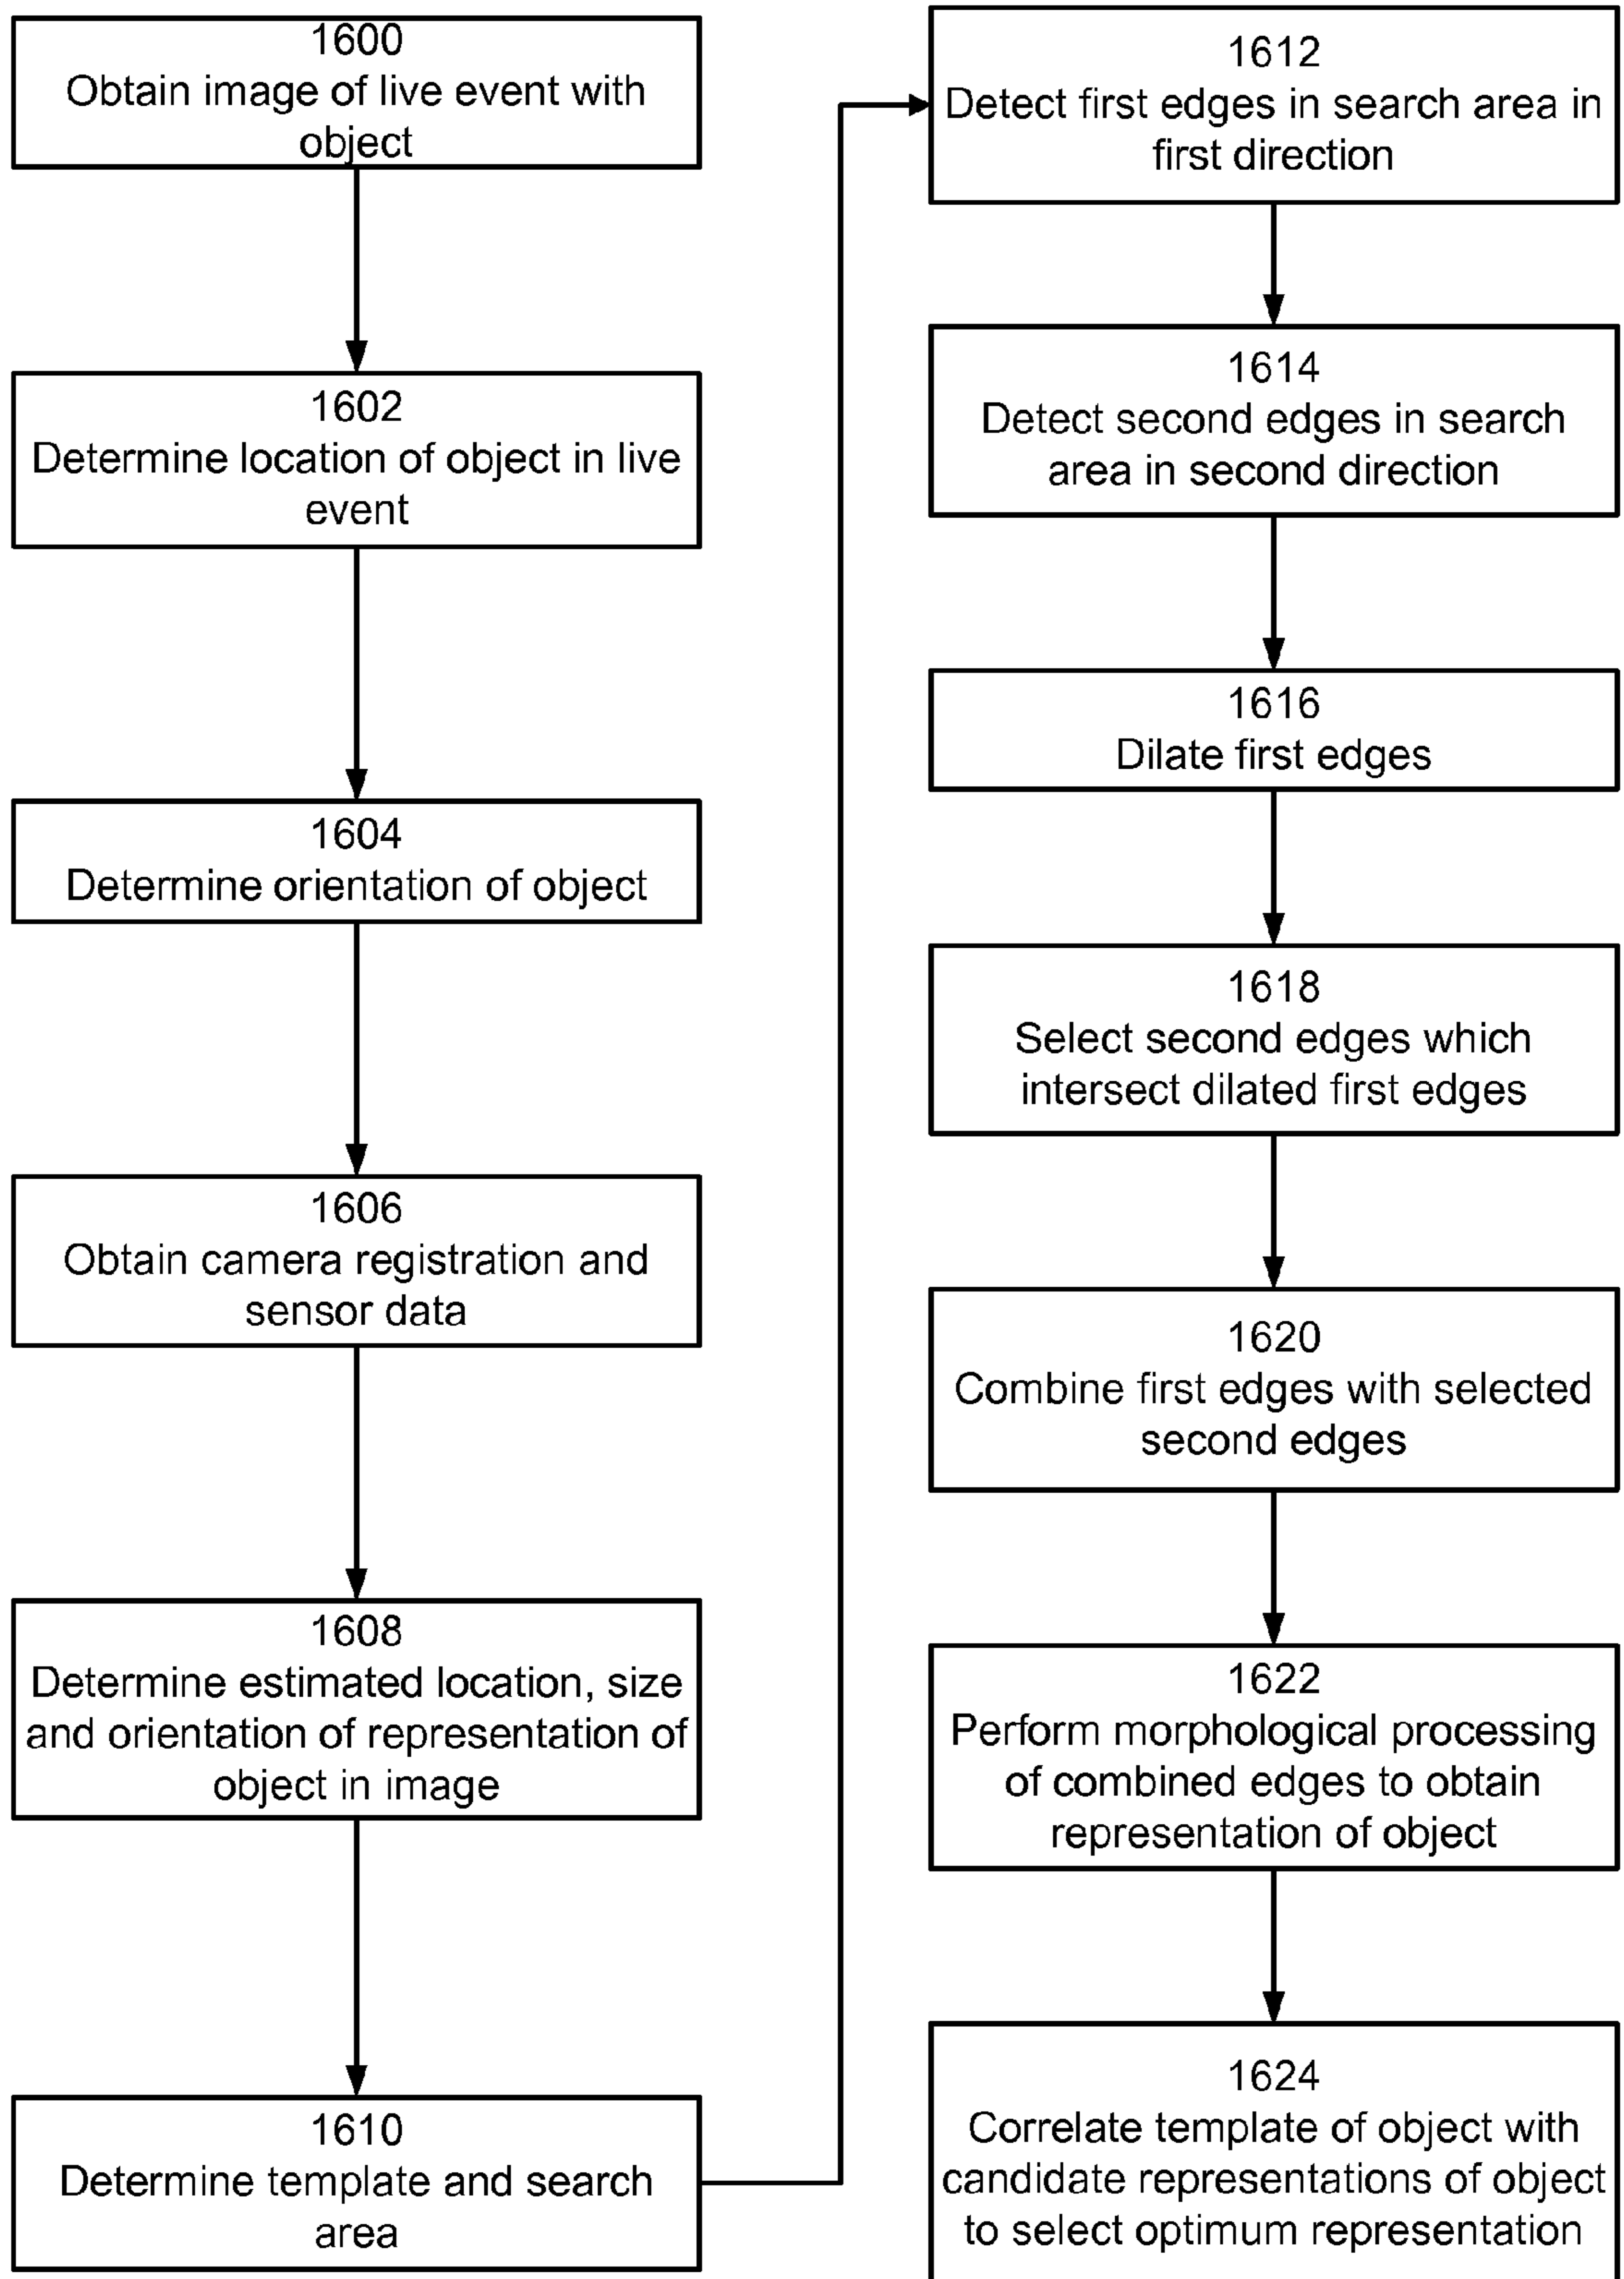 1600
Obtain image of live event with
object
1602
Determine location of object in live
event
1604
Determine orientation of object
1606
Obtain camera registration and
sensor data
1608
Determine estimated location, size
and orientation of representation of
object in image
1610
Determine template and search
area
1612
Detect first edges in search area in
first direction
1614
Detect second edges in search
area in second direction
1616
Dilate first edges
1618
Select second edges which
intersect dilated first edges
1620
Combine first edges with selected
second edges
1622
Perform morphological processing
of combined edges to obtain
representation of object
1624
Correlate template of object with
candidate representations of object
to select optimum representation